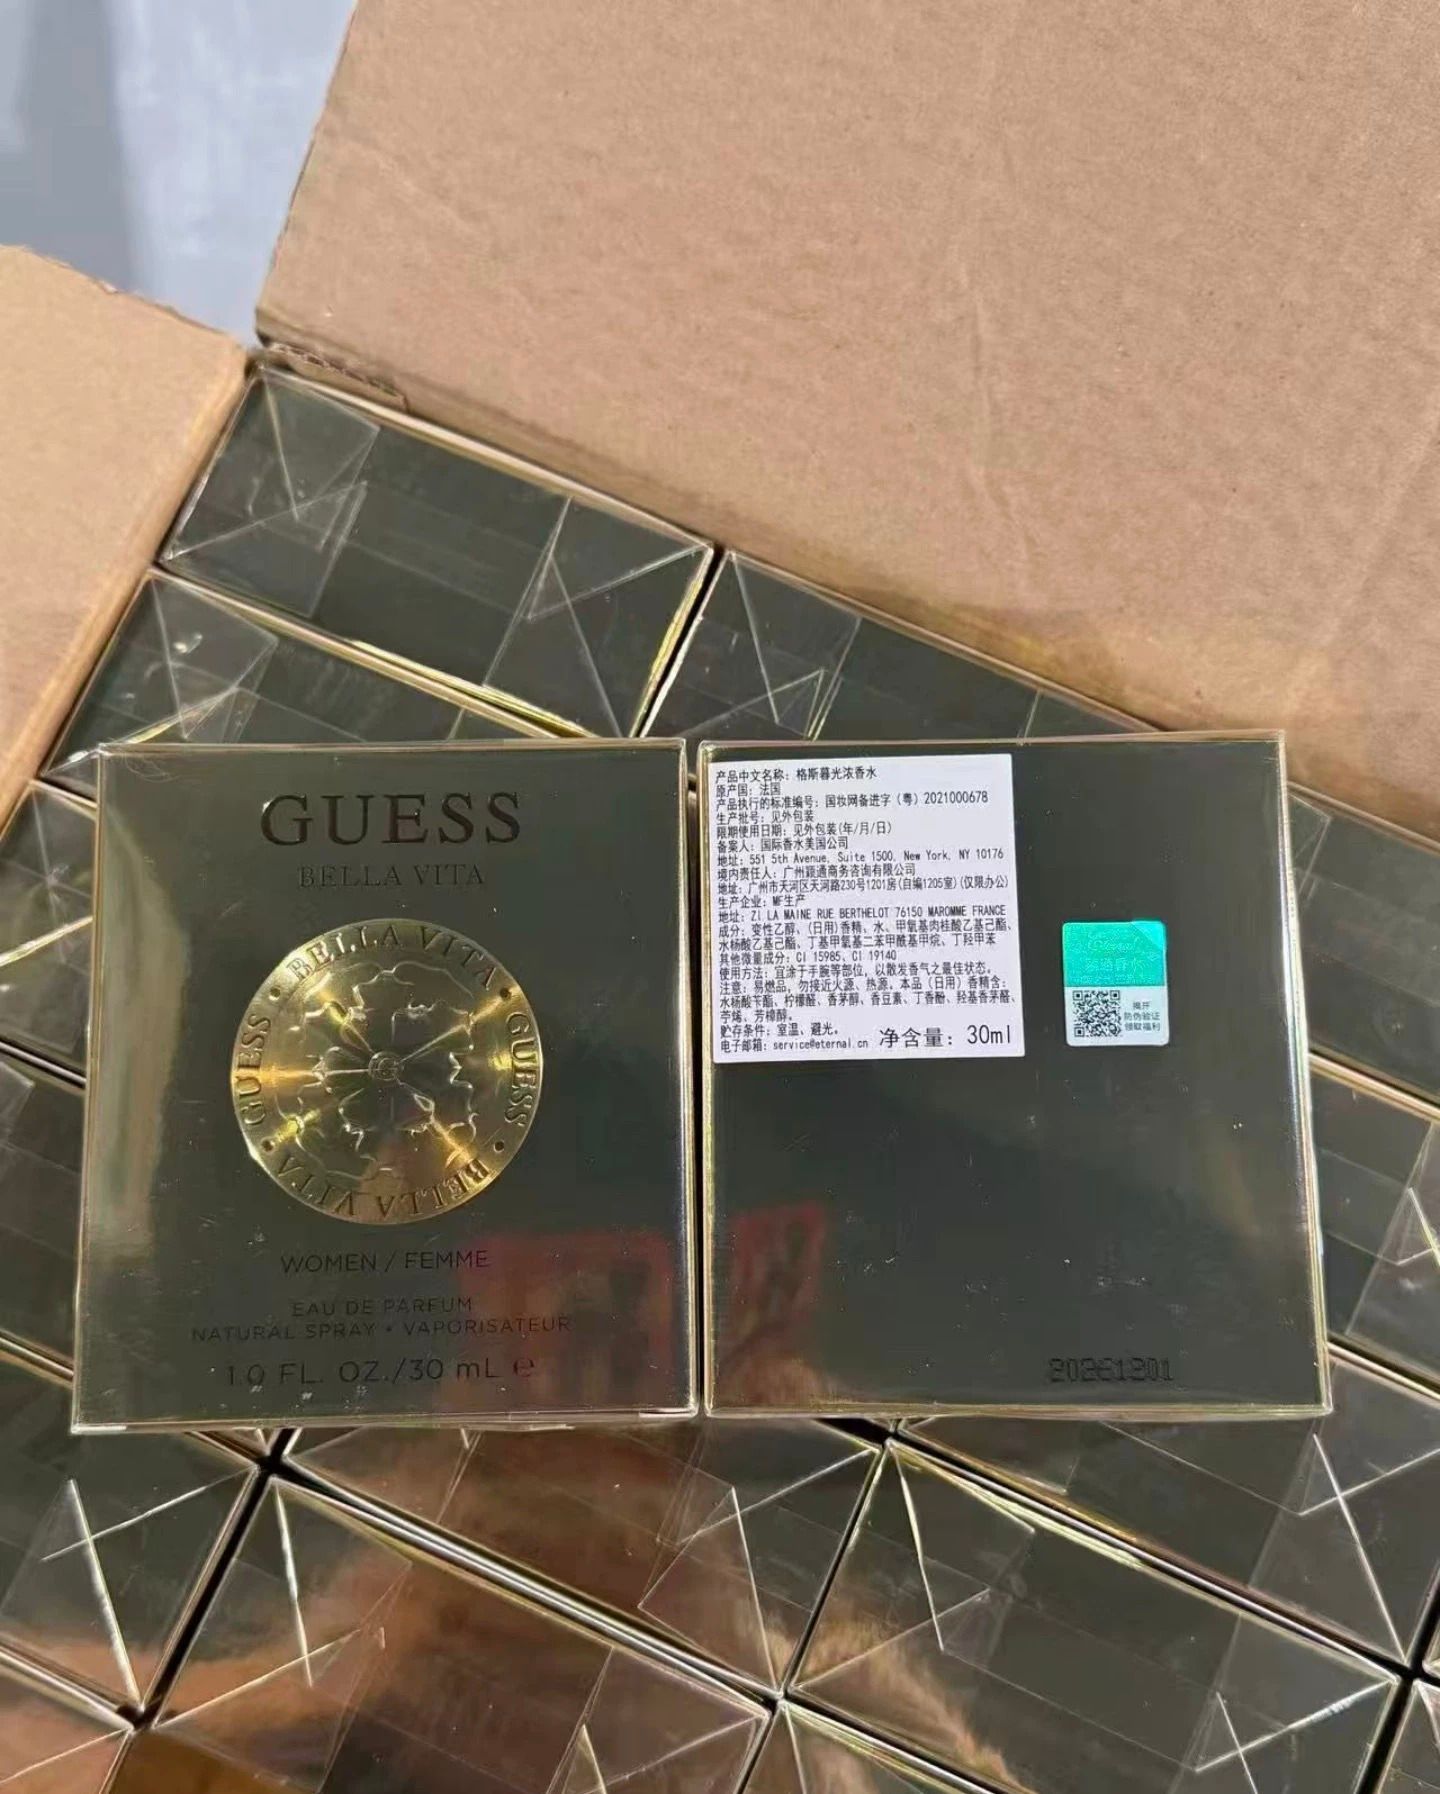 GUESS
BELLA VITA
BELLA VITA
GUESS
BELLA VITA
GUESS
WOMEN / FEMME
EAU DE PARFUM
NATURAL SPRAY • VAPORISATEUR
1.0 FL. OZ./30 mL ℮
产品中文名称：格斯暮光浓香水
原产国：法国
产品执行的标准编号：国妆网备进字（粤）2021000678
生产批号：见外包装
限期使用日期：见外包装(年/月/日)
备案人：国际香水美国公司
地址：551 5th Avenue, Suite 1500, New York, NY 10176
境内责任人：广州颖通商务咨询有限公司
地址：广州市天河区天河路230号1201房(自编1205室)(仅限办公)
生产企业：MF生产
地址：ZI LA MAINE RUE BERTHELOT 76150 MAROMME FRANCE
成分：变性乙醇、(日用)香精、水、甲氧基肉桂酸乙基己酯、
水杨酸乙基己酯、丁基甲氧基二苯甲酰基甲烷、丁羟甲苯
其他微量成分：CI 15985、CI 19140
使用方法：宜涂于手腕等部位，以散发香气之最佳状态。
注意：易燃品，勿接近火源、热源。本品（日用）香精含：
水杨酸苄酯、柠檬醛、香茅醇、香豆素、丁香酚、羟基香茅醛、
苧烯、芳樟醇。
贮存条件：室温、避光。
电子邮箱：service@eternal.cn 净含量：30ml
颖通香水
揭开
防伪验证
领取福利
20261201